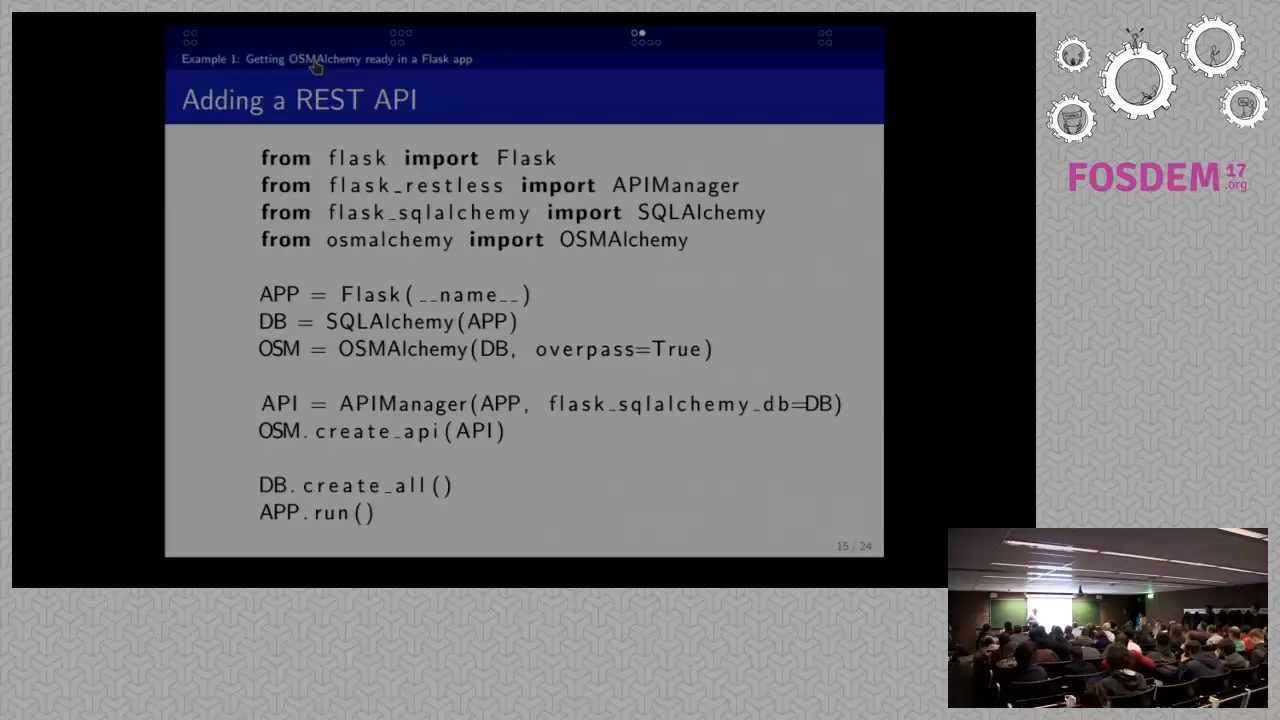 Example 1: Getting OSMAlchemy ready in a Flask app
Adding a REST API
from flask import Flask
from flask_restless import APIManager
from flask_sqlalchemy import SQLAlchemy
from osmalchemy import OSMAlchemy
APP = Flask(__name__)
DB = SQLAlchemy(APP)
OSM = OSMAlchemy(DB, overpass=True)
API = APIManager(APP, flask_sqlalchemy_db=DB)
OSM.create_api(API)
DB.create_all()
APP.run()
15 / 24
FOSDEM 17
.org